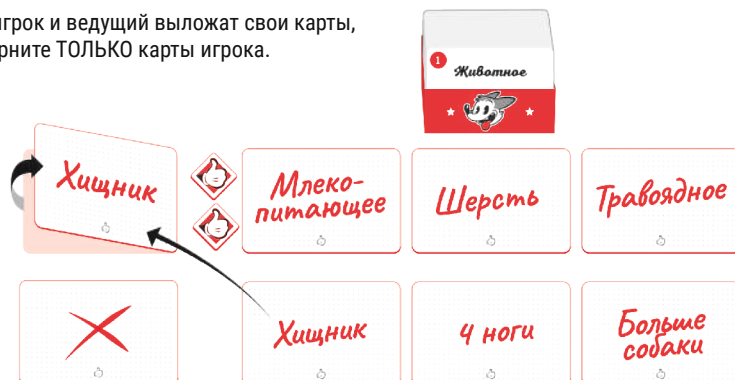 игрок и ведущий выложат свои карты,
рните ТОЛЬКО карты игрока.
1
Животное
Хищник
Млеко-
питающее
Шерсть
Травоядное
Хищник
4 ноги
Больше
собаки